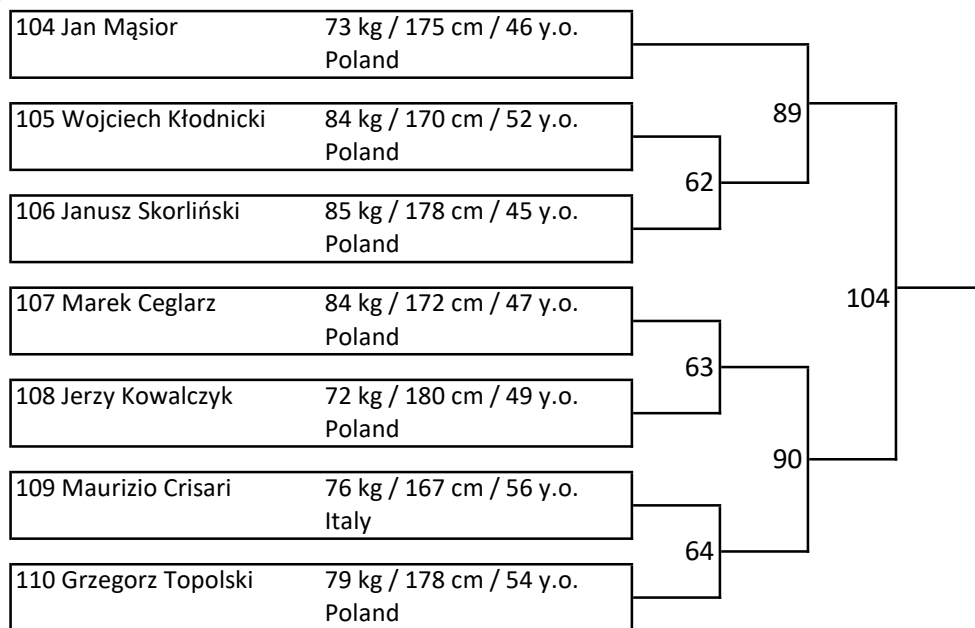 104 Jan Mąsior 73 kg / 175 cm / 46 y.o.
Poland
89
105 Wojciech Kłodnicki 84 kg / 170 cm / 52 y.o.
Poland
62
106 Janusz Skorliński 85 kg / 178 cm / 45 y.o.
Poland
107 Marek Ceglarz 84 kg / 172 cm / 47 y.o.
104
Poland
63
108 Jerzy Kowalczyk 72 kg / 180 cm / 49 y.o.
Poland
90
109 Maurizio Crisari 76 kg / 167 cm / 56 y.o.
Italy
64
110 Grzegorz Topolski 79 kg / 178 cm / 54 y.o.
Poland